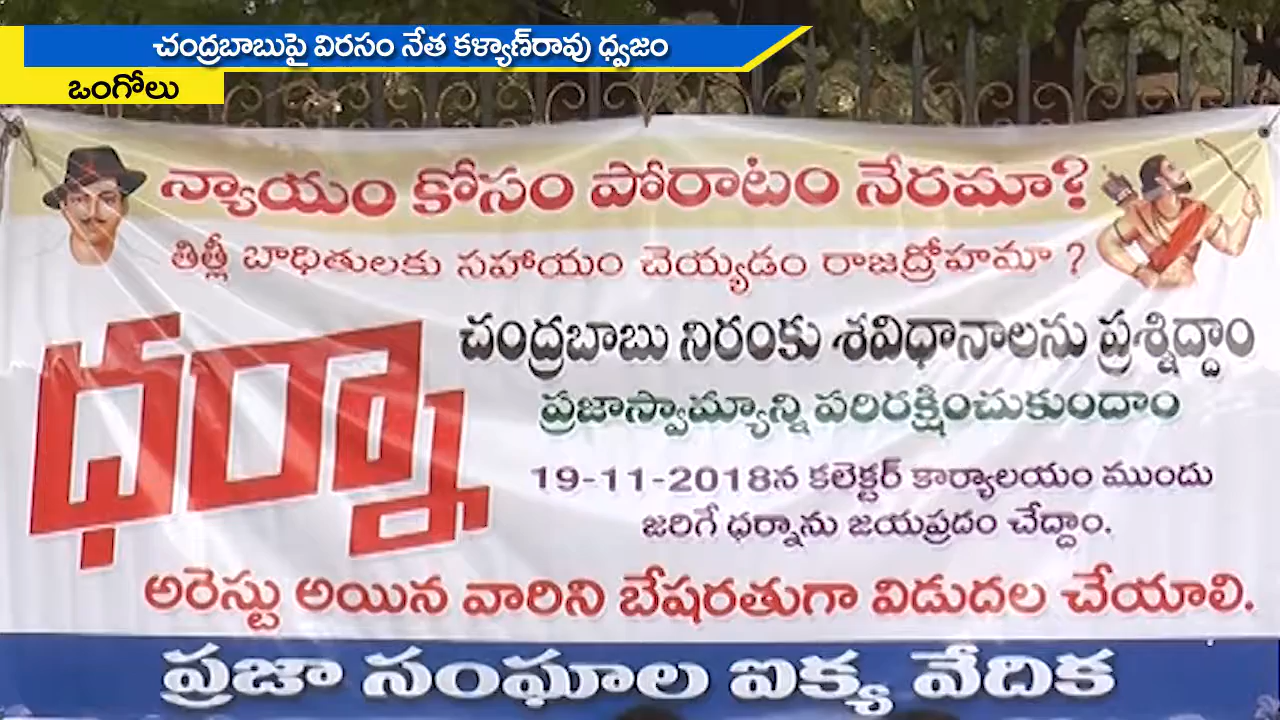 చంద్రబాబుపై విరసం నేత కళ్యాణ్‌రావు ధ్వజం
ఒంగోలు
న్యాయం కోసం పోరాటం నేరమా?
తిత్లీ బాధితులకు సహాయం చెయ్యడం రాజద్రోహమా ?
ధర్నా
చంద్రబాబు నిరంకు శవిధానాలను ప్రశ్నిద్దాం
ప్రజాస్వామ్యాన్ని పరిరక్షించుకుందాం
19-11-2018న కలెక్టర్ కార్యాలయం ముందు
జరిగే ధర్నాను జయప్రదం చేద్దాం.
అరెస్టు అయిన వారిని బేషరతుగా విడుదల చేయాలి.
ప్రజా సంఘాల ఐక్య వేదిక